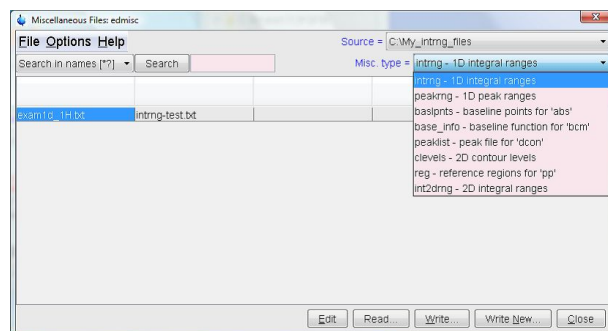 Miscellaneous Files: edmisc
File Options Help
Source = C:\My_intrng_files
Search in names [*?] Search
Misc. type = intrng - 1D integral ranges
intrng - 1D integral ranges
peakrng - 1D peak ranges
baslpnts - baseline points for 'abs'
base_info - baseline function for 'bcm'
peaklist - peak file for 'dcon'
clevels - 2D contour levels
reg - reference regions for 'pp'
int2drng - 2D integral ranges
exam1d_1H.txt intrng-test.txt
Edit Read... Write... Write New... Close